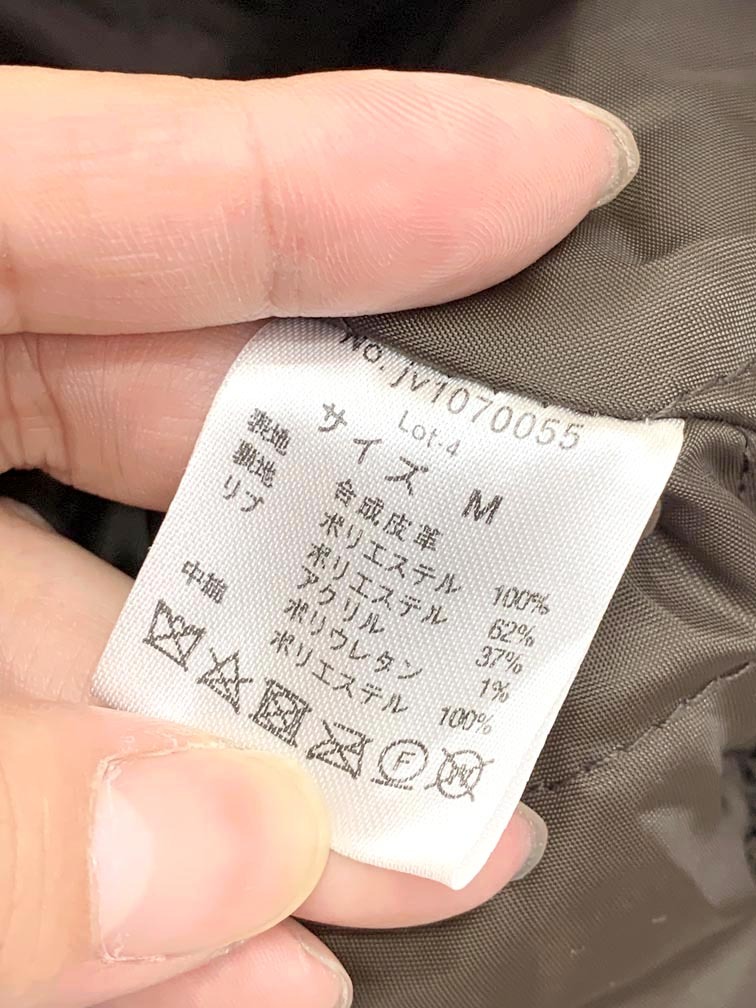 No. jv1070055
Lot-4
サイズ M
表地 合成皮革
裏地 ポリエステル 100%
リブ ポリエステル 62%
アクリル 37%
ポリウレタン 1%
中綿 ポリエステル 100%
F W